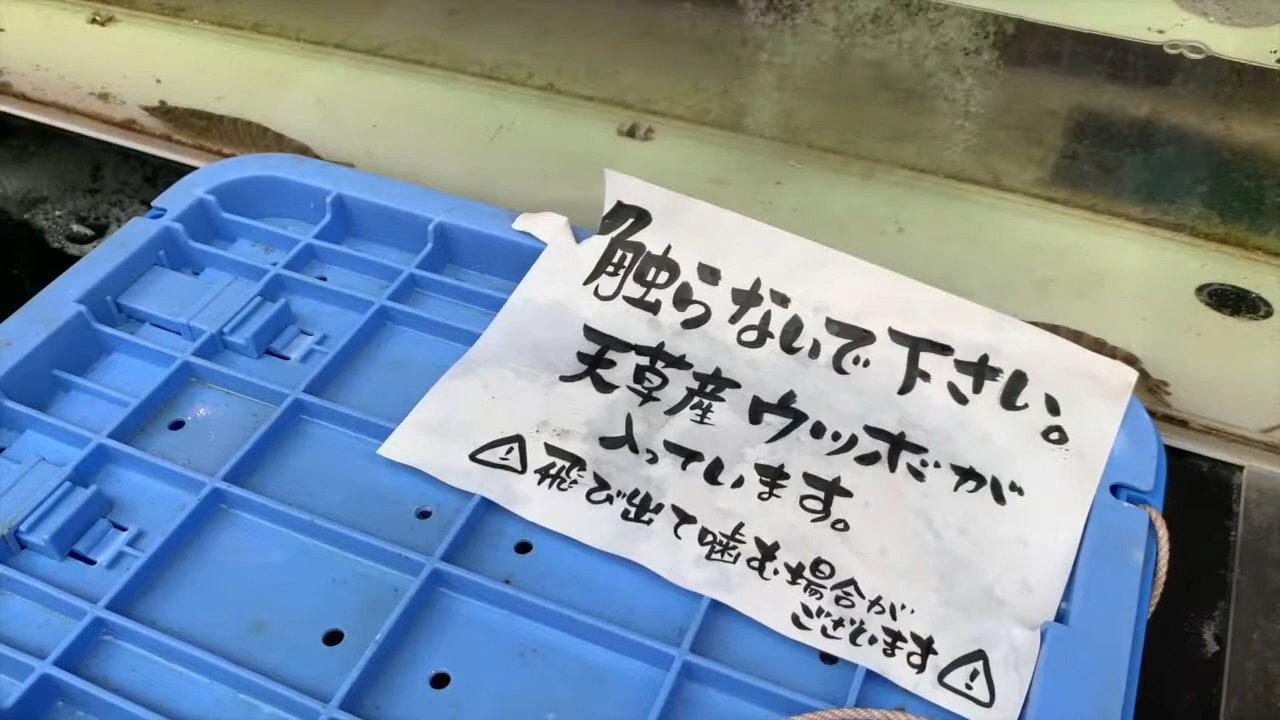 触らないで下さい。
天草産ウツボが
入っています。
⚠飛び出て噛む場合が
ございます⚠